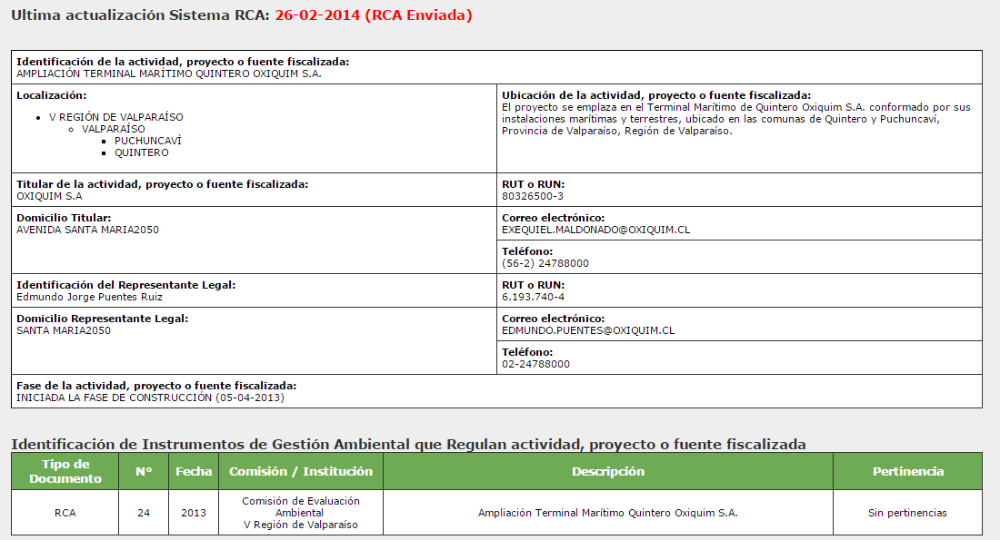 Ultima actualización Sistema RCA: 26-02-2014 (RCA Enviada)
Identificación de la actividad, proyecto o fuente fiscalizada:
AMPLIACIÓN TERMINAL MARÍTIMO QUINTERO OXIQUIM S.A.
Localización:
V REGIÓN DE VALPARAÍSO
VALPARAÍSO
PUCHUNCAVÍ
QUINTERO
Ubicación de la actividad, proyecto o fuente fiscalizada:
El proyecto se emplaza en el Terminal Marítimo de Quintero Oxiquim S.A. conformado por sus
instalaciones marítimas y terrestres, ubicado en las comunas de Quintero y Puchuncaví,
Provincia de Valparaíso, Región de Valparaíso.
Titular de la actividad, proyecto o fuente fiscalizada:
OXIQUIM S.A
RUT o RUN:
80326500-3
Domicilio Titular:
AVENIDA SANTA MARIA2050
Correo electrónico:
EXEQUIEL.MALDONADO@OXIQUIM.CL
Teléfono:
(56-2) 24788000
Identificación del Representante Legal:
Edmundo Jorge Puentes Ruiz
RUT o RUN:
6.193.740-4
Domicilio Representante Legal:
SANTA MARIA2050
Correo electrónico:
EDMUNDO.PUENTES@OXIQUIM.CL
Teléfono:
02-24788000
Fase de la actividad, proyecto o fuente fiscalizada:
INICIADA LA FASE DE CONSTRUCCIÓN (05-04-2013)
Identificación de Instrumentos de Gestión Ambiental que Regulan actividad, proyecto o fuente fiscalizada
Tipo de
Documento
Nº
Fecha
Comisión / Institución
Descripción
Pertinencia
RCA
24
2013
Comisión de Evaluación
Ambiental
V Región de Valparaíso
Ampliación Terminal Marítimo Quintero Oxiquim S.A.
Sin pertinencias